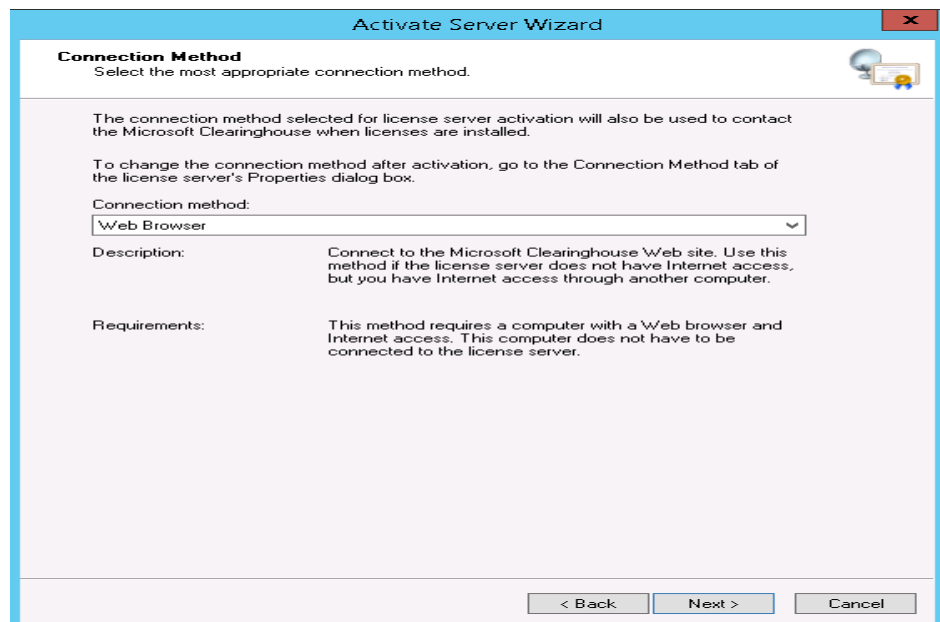 Activate Server Wizard
x
Connection Method
Select the most appropriate connection method.
The connection method selected for license server activation will also be used to contact
the Microsoft Clearinghouse when licenses are installed.
To change the connection method after activation, go to the Connection Method tab of
the license server's Properties dialog box.
Connection method:
Web Browser
Description:
Connect to the Microsoft Clearinghouse Web site. Use this
method if the license server does not have Internet access,
but you have Internet access through another computer.
Requirements:
This method requires a computer with a Web browser and
Internet access. This computer does not have to be
connected to the license server.
< Back
Next >
Cancel